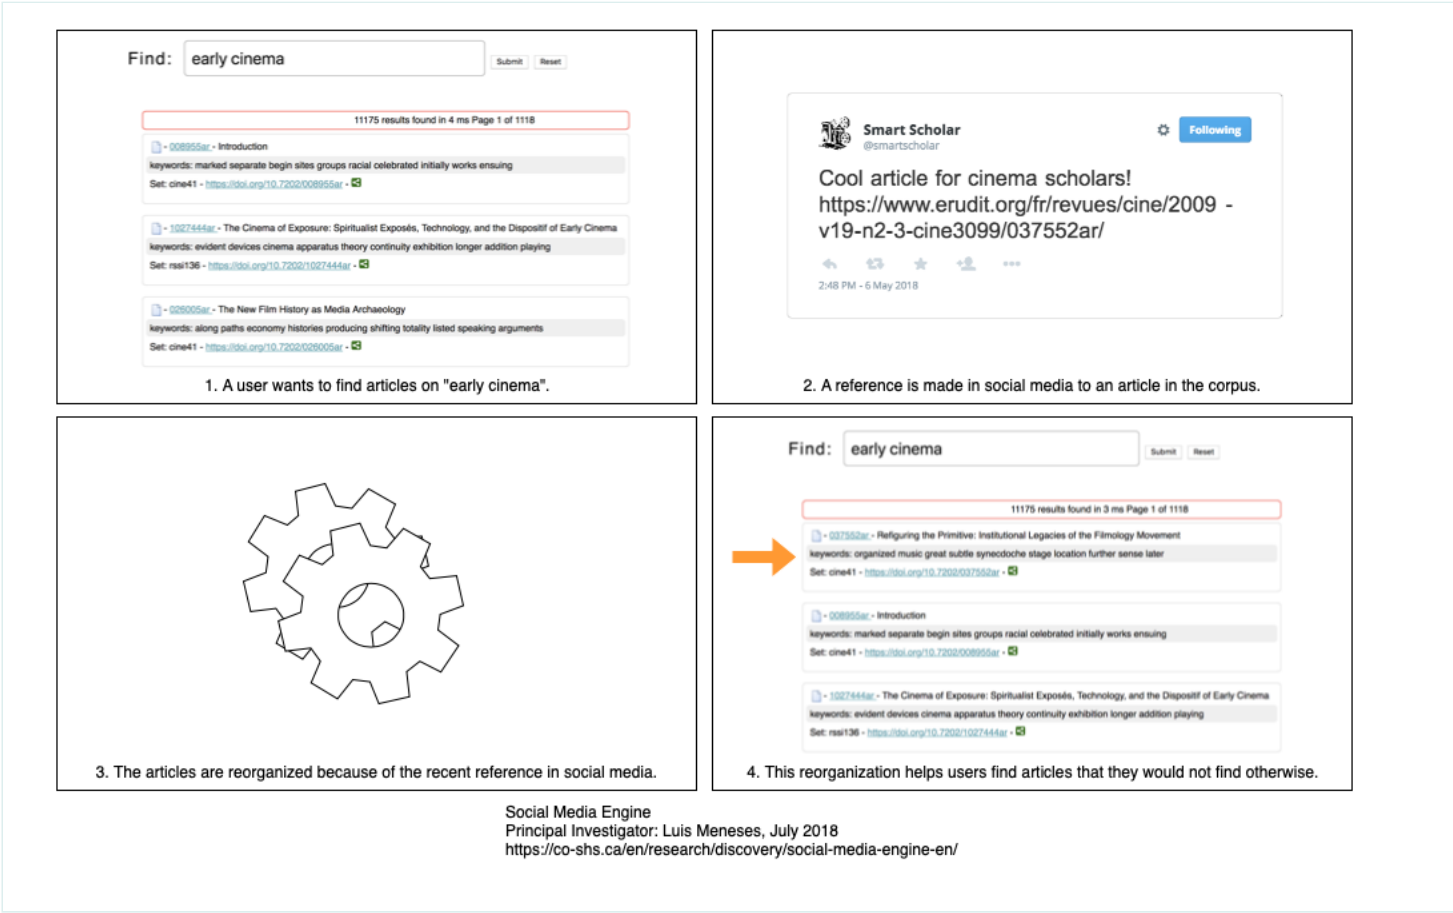 Find: early cinema Submit Reset
11175 results found in 4 ms Page 1 of 1118
- 008955ar - Introduction
keywords: marked separate begin sites groups racial celebrated initially works ensuing
Set: cine41 - https://doi.org/10.7202/008955ar -
- 1027444ar - The Cinema of Exposure: Spiritualist Exposés, Technology, and the Dispositif of Early Cinema
keywords: evident devices cinema apparatus theory continuity exhibition longer addition playing
Set: rssi136 - https://doi.org/10.7202/1027444ar -
- 026005ar - The New Film History as Media Archaeology
keywords: along paths economy histories producing shifting totality listed speaking arguments
Set: cine41 - https://doi.org/10.7202/026005ar -
1. A user wants to find articles on "early cinema".
Smart Scholar
@smartscholar
Following
Cool article for cinema scholars!
https://www.erudit.org/fr/revues/cine/2009 -
v19-n2-3-cine3099/037552ar/
2:48 PM - 6 May 2018
2. A reference is made in social media to an article in the corpus.
3. The articles are reorganized because of the recent reference in social media.
Find: early cinema Submit Reset
11175 results found in 3 ms Page 1 of 1118
- 037552ar - Refiguring the Primitive: Institutional Legacies of the Filmology Movement
keywords: organized music great subtle synecdoche stage location further sense later
Set: cine41 - https://doi.org/10.7202/037552ar -
- 008955ar - Introduction
keywords: marked separate begin sites groups racial celebrated initially works ensuing
Set: cine41 - https://doi.org/10.7202/008955ar -
- 1027444ar - The Cinema of Exposure: Spiritualist Exposés, Technology, and the Dispositif of Early Cinema
keywords: evident devices cinema apparatus theory continuity exhibition longer addition playing
Set: rssi136 - https://doi.org/10.7202/1027444ar -
4. This reorganization helps users find articles that they would not find otherwise.
Social Media Engine
Principal Investigator: Luis Meneses, July 2018
https://co-shs.ca/en/research/discovery/social-media-engine-en/